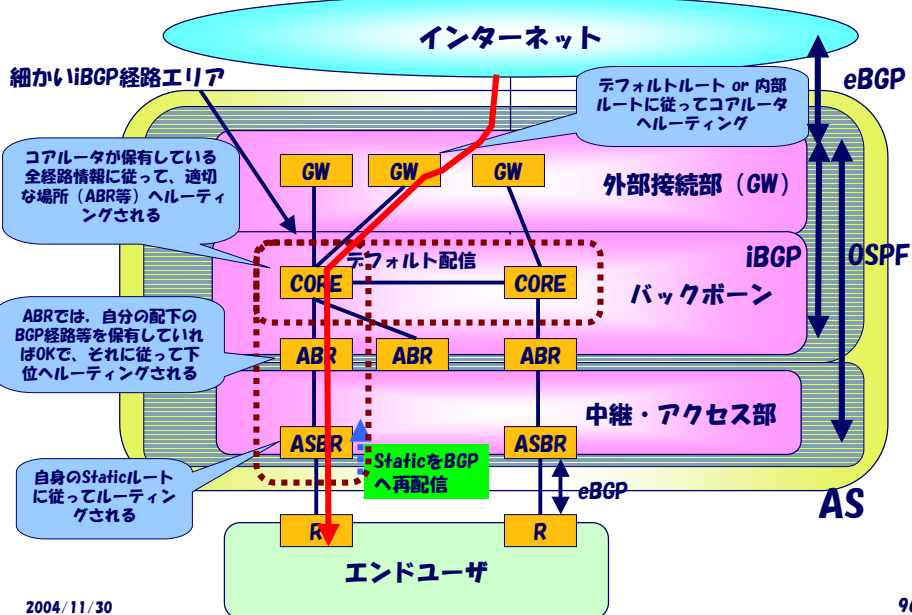 インターネット
細かいiBGP経路エリア
デフォルトルート or 内部
ルートに従ってコアルータ
へルーティング
eBGP
コアルータが保有している
全経路情報に従って、適切
な場所（ABR等）へルーティ
ングされる
GW
GW
GW
外部接続部（GW）
デフォルト配信
iBGP
OSPF
CORE
CORE
バックボーン
ABRでは，自分の配下の
BGP経路等を保有していれ
ばOKで、それに従って下
位へルーティングされる
ABR
ABR
ABR
中継・アクセス部
ASBR
ASBR
StaticをBGP
へ再配信
自身のStaticルート
に従ってルーティン
グされる
eBGP
AS
R
R
エンドユーザ
2004/11/30